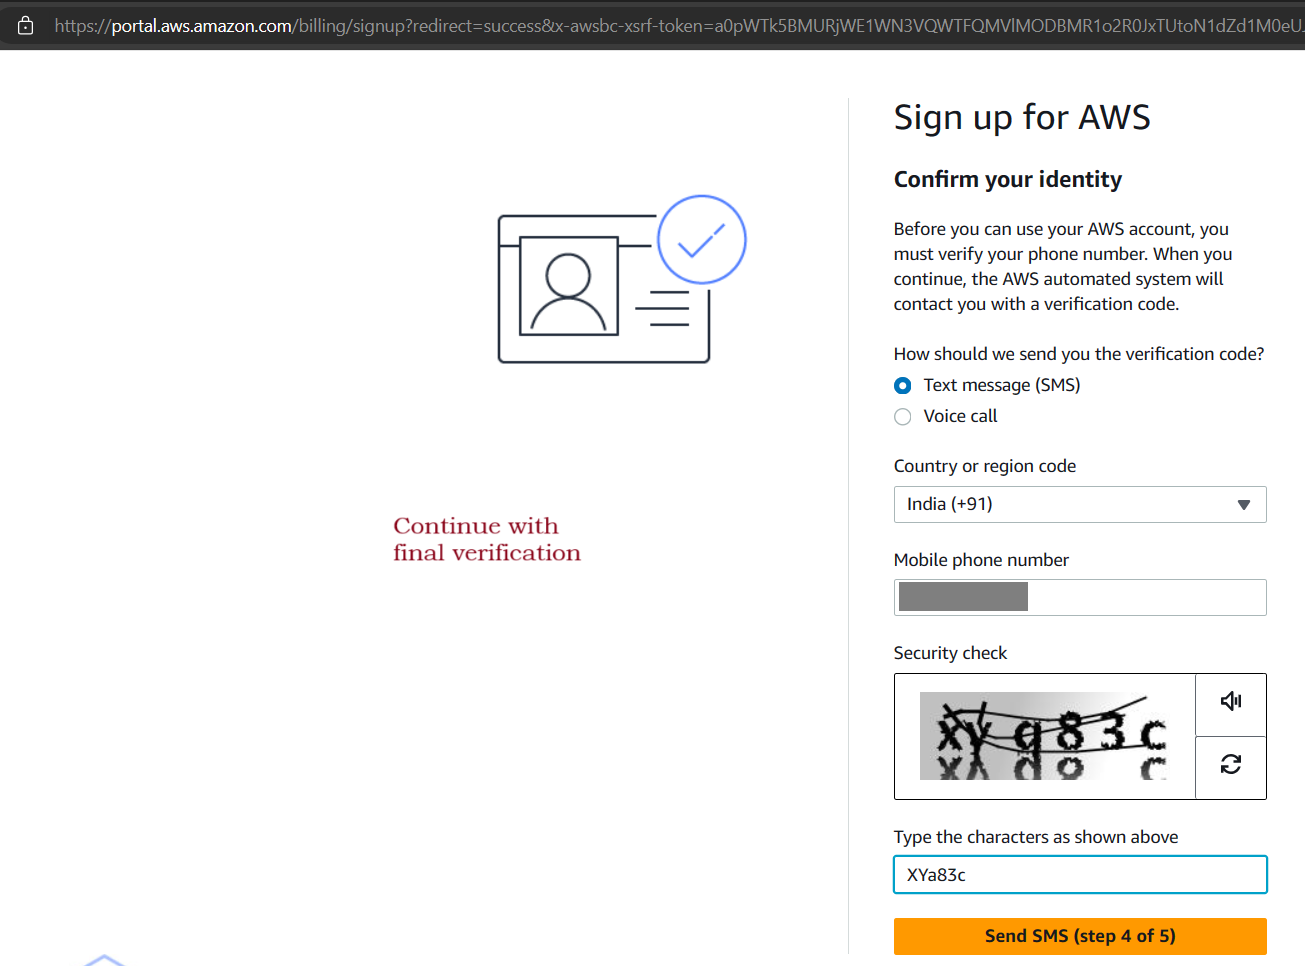 https://portal.aws.amazon.com/billing/signup?redirect=success&x-awsbc-xsrf-token=a0pWTk5BMURjWE1WN3VQWTFQMVlMODBMR1o2R0JxTUtoN1dZd1M0eU
Sign up for AWS
Confirm your identity
Before you can use your AWS account, you
must verify your phone number. When you
continue, the AWS automated system will
contact you with a verification code.
How should we send you the verification code?
Text message (SMS)
Voice call
Country or region code
India (+91)
Continue with
final verification
Mobile phone number
Security check
xyq83c
Type the characters as shown above
XYa83c
Send SMS (step 4 of 5)